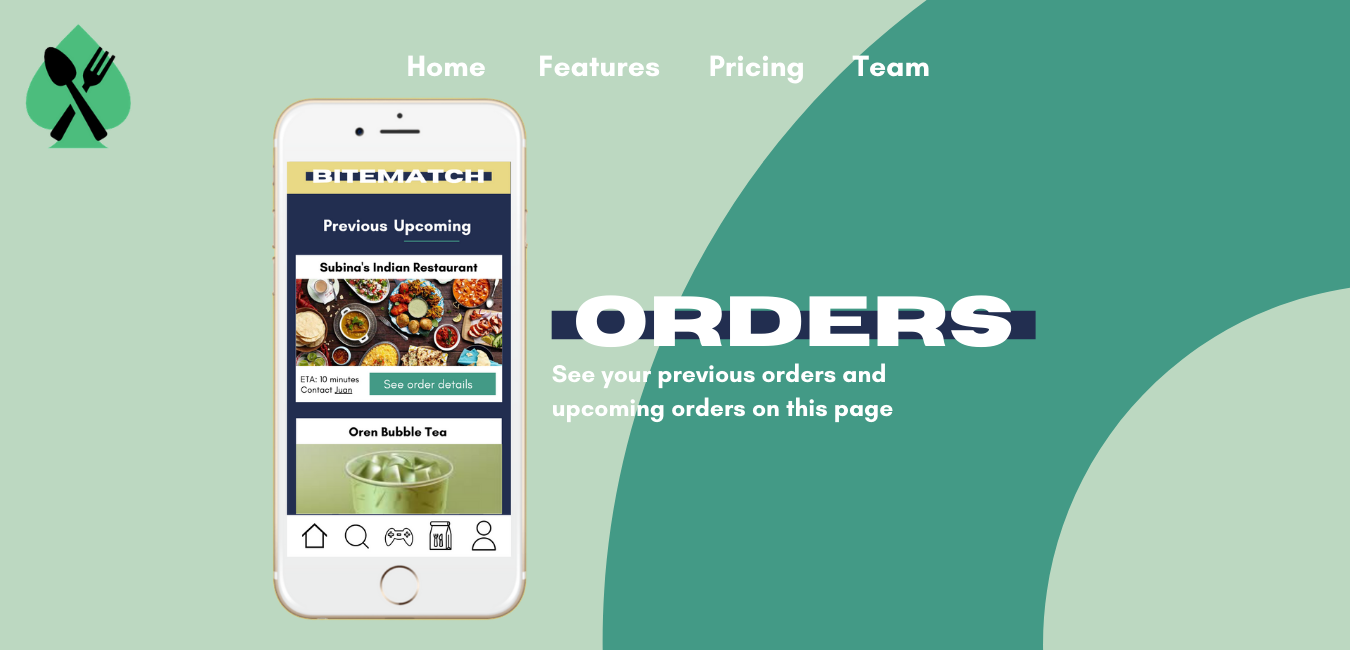 Home Features Pricing Team
BITEMATCH
Previous Upcoming
Subina's Indian Restaurant
ETA: 10 minutes
Contact Juan
See order details
Oren Bubble Tea
ORDERS
See your previous orders and
upcoming orders on this page